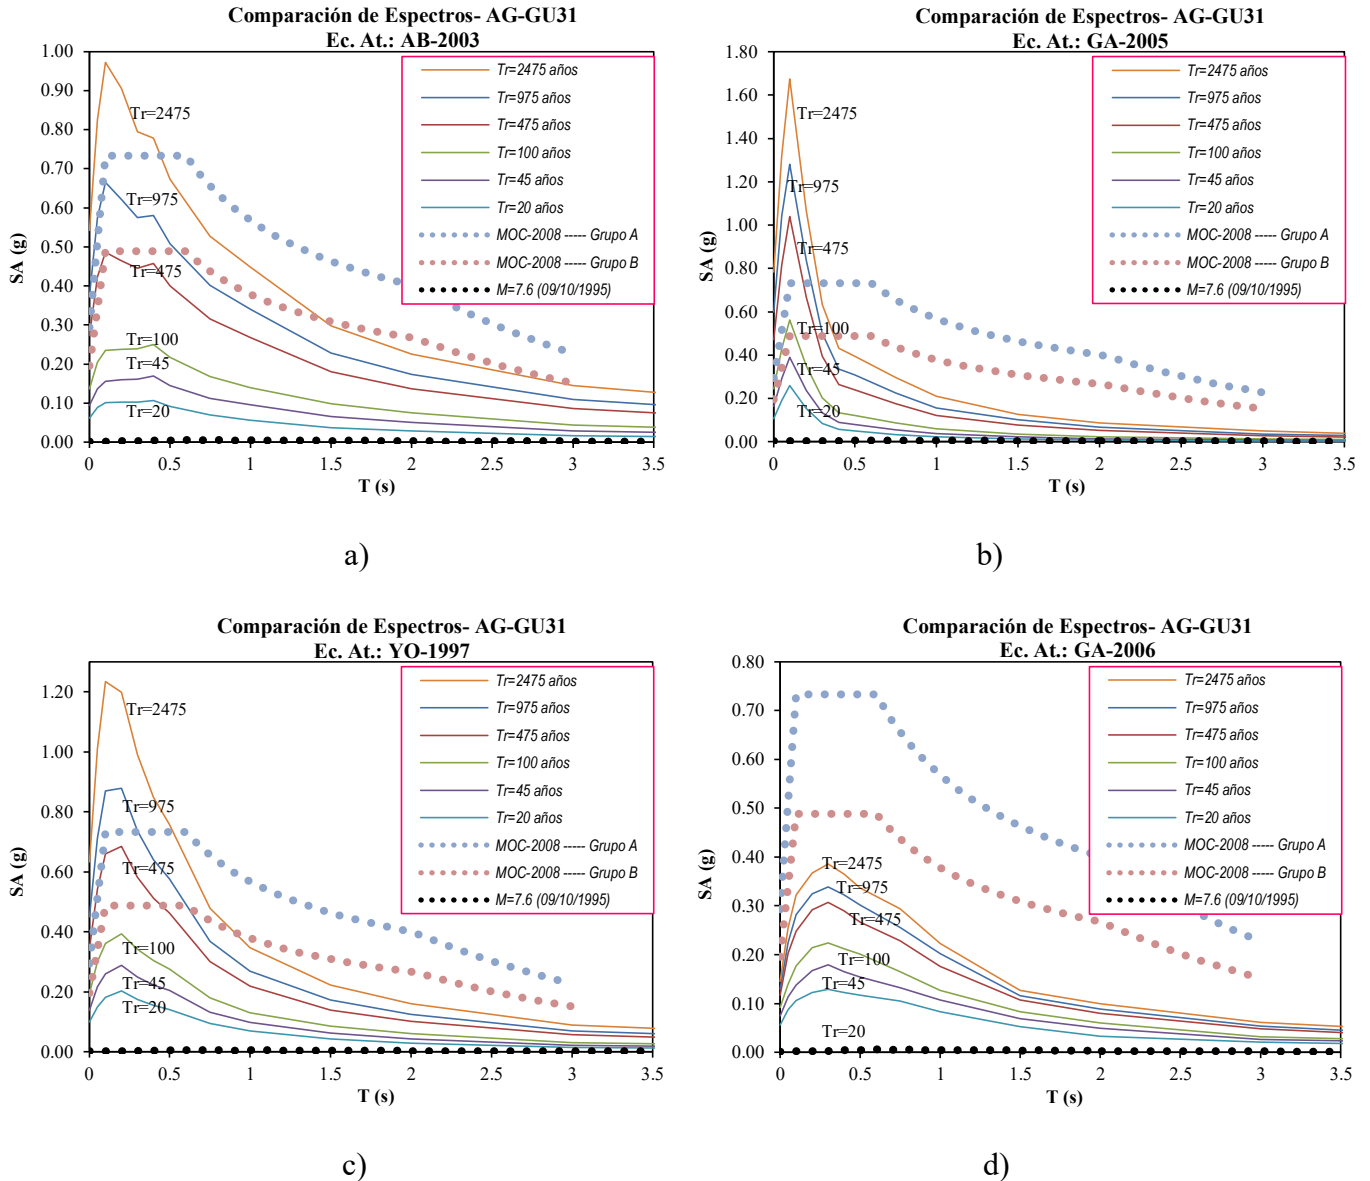 Comparación de Espectros- AG-GU31
Ec. At.: AB-2003
1.00
0.90
0.80
0.70
0.60
0.50
0.40
0.30
0.20
0.10
0.00
SA (g)
Tr=2475
Tr=975
Tr=475
Tr=100
Tr=45
Tr=20
Tr=2475 años
Tr=975 años
Tr=475 años
Tr=100 años
Tr=45 años
Tr=20 años
MOC-2008 ----- Grupo A
MOC-2008 ----- Grupo B
M=7.6 (09/10/1995)
0 0.5 1 1.5 2 2.5 3 3.5
T (s)
a)
Comparación de Espectros- AG-GU31
Ec. At.: GA-2005
1.80
1.60
1.40
1.20
1.00
0.80
0.60
0.40
0.20
0.00
SA (g)
Tr=2475
Tr=975
Tr=475
Tr=100
Tr=45
Tr=20
Tr=2475 años
Tr=975 años
Tr=475 años
Tr=100 años
Tr=45 años
Tr=20 años
MOC-2008 ----- Grupo A
MOC-2008 ----- Grupo B
M=7.6 (09/10/1995)
0 0.5 1 1.5 2 2.5 3 3.5
T (s)
b)
Comparación de Espectros- AG-GU31
Ec. At.: YO-1997
1.20
1.00
0.80
0.60
0.40
0.20
0.00
SA (g)
Tr=2475
Tr=975
Tr=475
Tr=100
Tr=45
Tr=20
Tr=2475 años
Tr=975 años
Tr=475 años
Tr=100 años
Tr=45 años
Tr=20 años
MOC-2008 ----- Grupo A
MOC-2008 ----- Grupo B
M=7.6 (09/10/1995)
0 0.5 1 1.5 2 2.5 3 3.5
T (s)
c)
Comparación de Espectros- AG-GU31
Ec. At.: GA-2006
0.80
0.70
0.60
0.50
0.40
0.30
0.20
0.10
0.00
SA (g)
Tr=2475
Tr=975
Tr=475
Tr=100
Tr=45
Tr=20
Tr=2475 años
Tr=975 años
Tr=475 años
Tr=100 años
Tr=45 años
Tr=20 años
MOC-2008 ----- Grupo A
MOC-2008 ----- Grupo B
M=7.6 (09/10/1995)
0 0.5 1 1.5 2 2.5 3 3.5
T (s)
d)